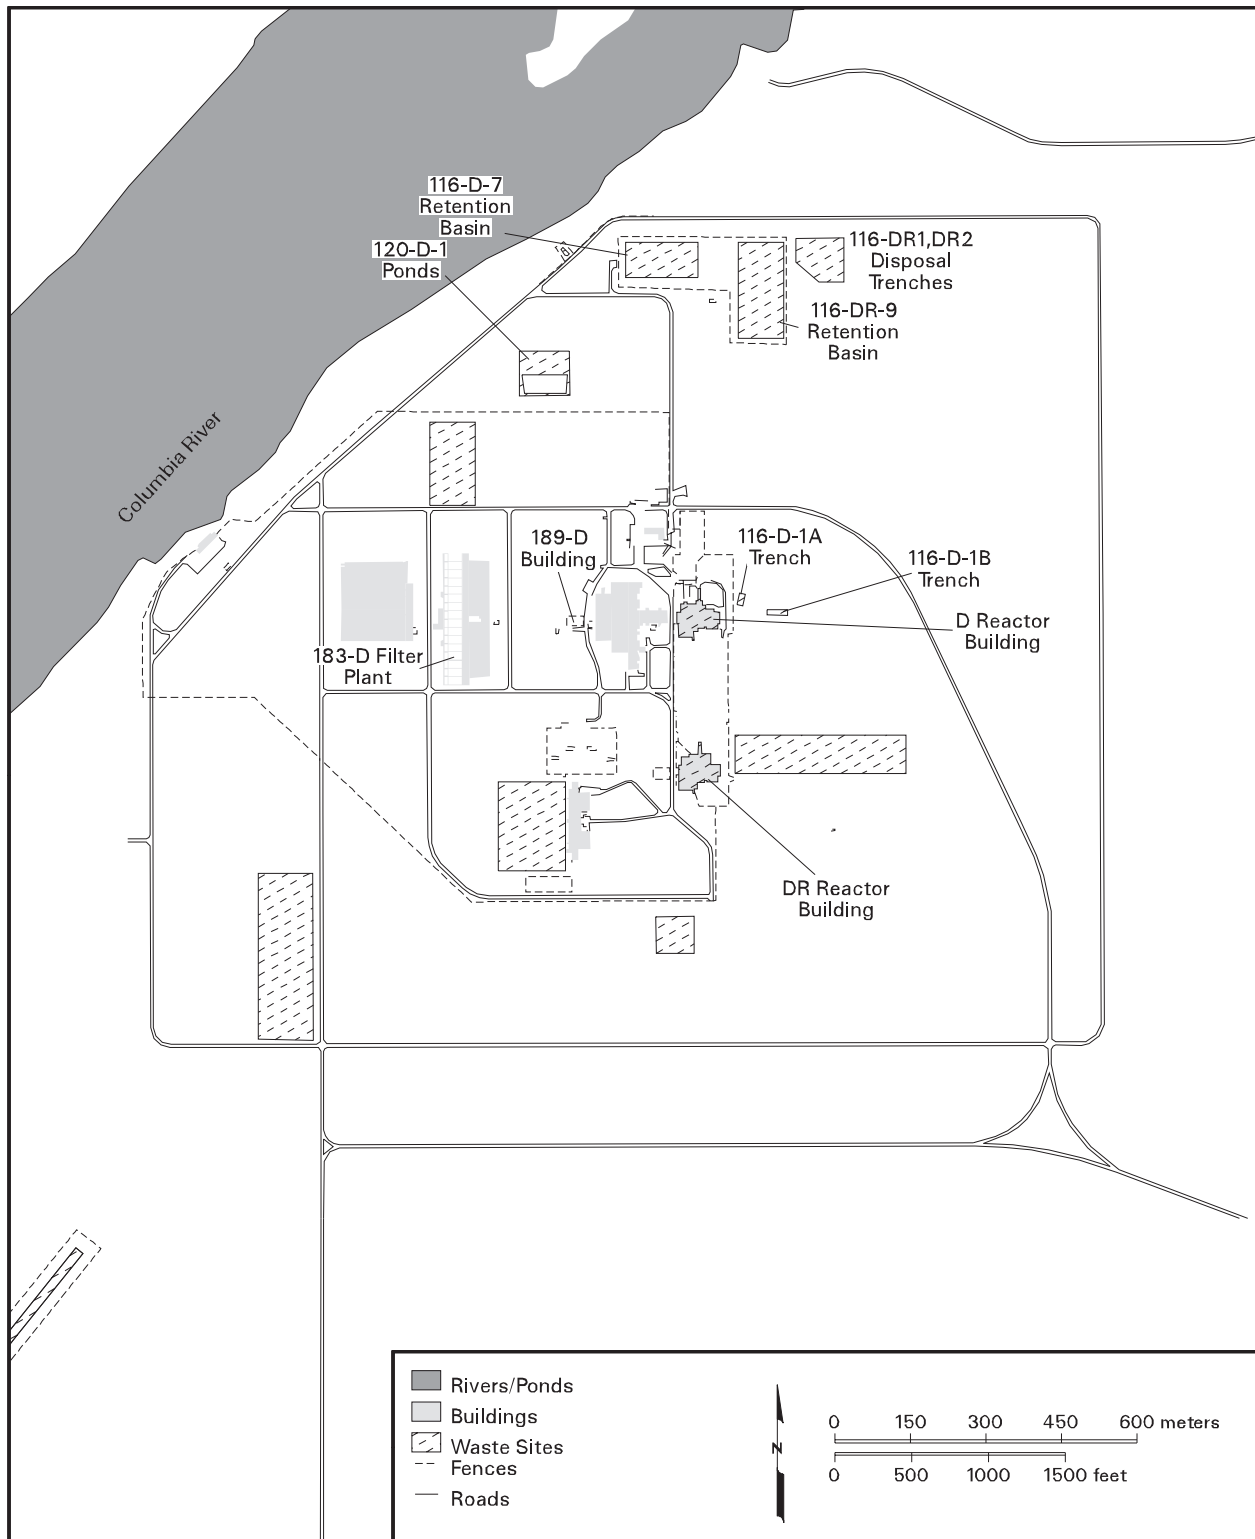 116-D-7
Retention
Basin
120-D-1
Ponds
181
116-DR1,DR2
Disposal
Trenches
116-DR-9
Retention
Basin
Columbia River
189-D
Building
116-D-1A
Trench
116-D-1B
Trench
D Reactor
Building
183-D Filter
Plant
DR Reactor
Building
Rivers/Ponds
Buildings
Waste Sites
Fences
Roads
N
0 150 300 450 600 meters
0 500 1000 1500 feet